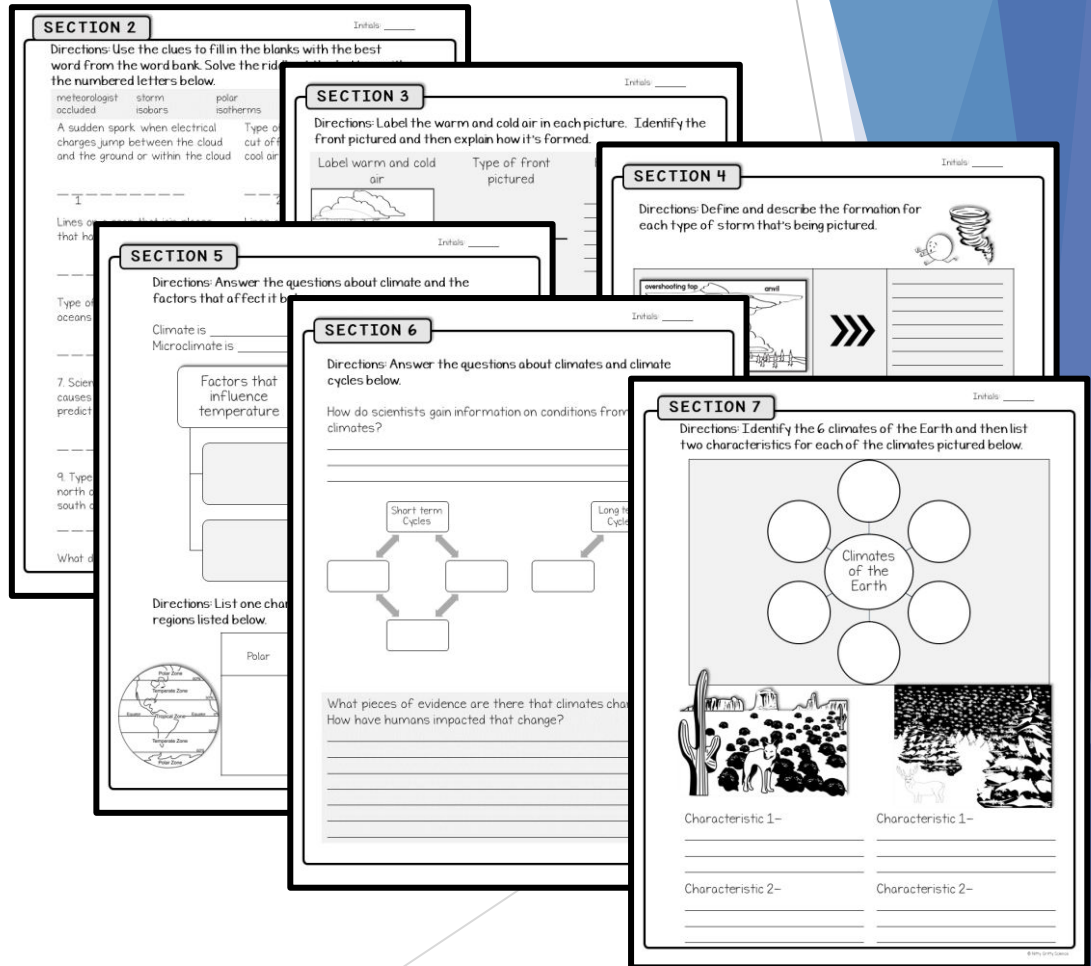 SECTION 2
Initials: ______
Directions: Use the clues to fill in the blanks with the best
word from the word bank. Solve the
the numbered letters below.
meteorologist storm polar
occluded isobars isotherms
A sudden spark when electrical
charges jump between the cloud
and the ground or within the cloud
Type
cut off
cool air
1
2
Lines
that
Type of
oceans
7.
causes
predict
9. Type
north
south
What
SECTION 3
Initials: ______
Directions: Label the warm and cold air in each picture. Identify the
front pictured and then explain how it's formed.
Label warm and cold
air
Type of front
pictured
SECTION 4
Initials: ______
Directions: Define and describe the formation for
each type of storm that's being pictured.
overshooting top anvil
SECTION 5
Initials: ______
Directions: Answer the questions about climate and the
factors that affect it
Climate is
Microclimate is
Factors that
influence
temperature
Directions: List one
regions listed below.
Polar
Polar Zone
Temperate Zone
Equator Tropical Zone Equator
Temperate Zone
Polar Zone
SECTION 6
Initials: ______
Directions: Answer the questions about climates and climate
cycles below.
How do scientists gain information on conditions from
climates?
Short term
Cycles
Long
What pieces of evidence are there that climates
How have humans impacted that change?
SECTION 7
Initials: ______
Directions: Identify the 6 climates of the Earth and then list
two characteristics for each of the climates pictured below.
Climates
of the
Earth
Characteristic 1-
Characteristic 1-
Characteristic 2-
Characteristic 2-
© Nitty Gritty Science